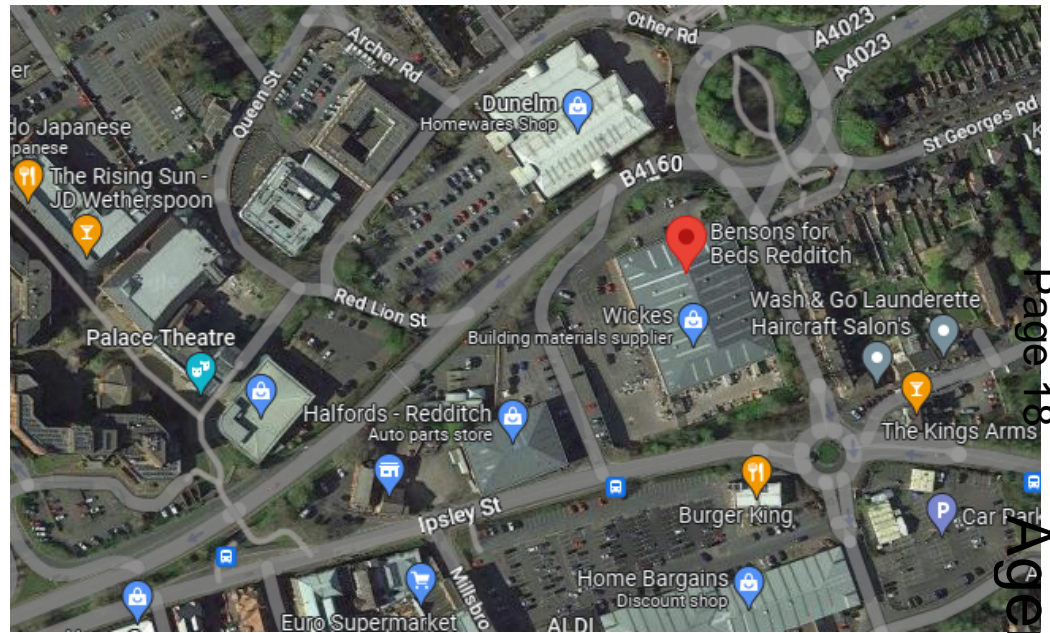 Other Rd
A4023
A4023
Archer Rd
Queen St
Dunelm
Homewares Shop
St Georges Rd
er
do Japanese
panese
The Rising Sun -
JD Wetherspoon
B4160
Bensons for
Beds Redditch
Red Lion St
Wash & Go Launderette
Haircraft Salon's
Wickes
Building materials supplier
Palace Theatre
Halfords - Redditch
Auto parts store
The Kings Arms
Ipsley St
Burger King
P
Car Park
Millsbro
Home Bargains
Discount shop
Euro Supermarket
ALDI
Page 18
Age